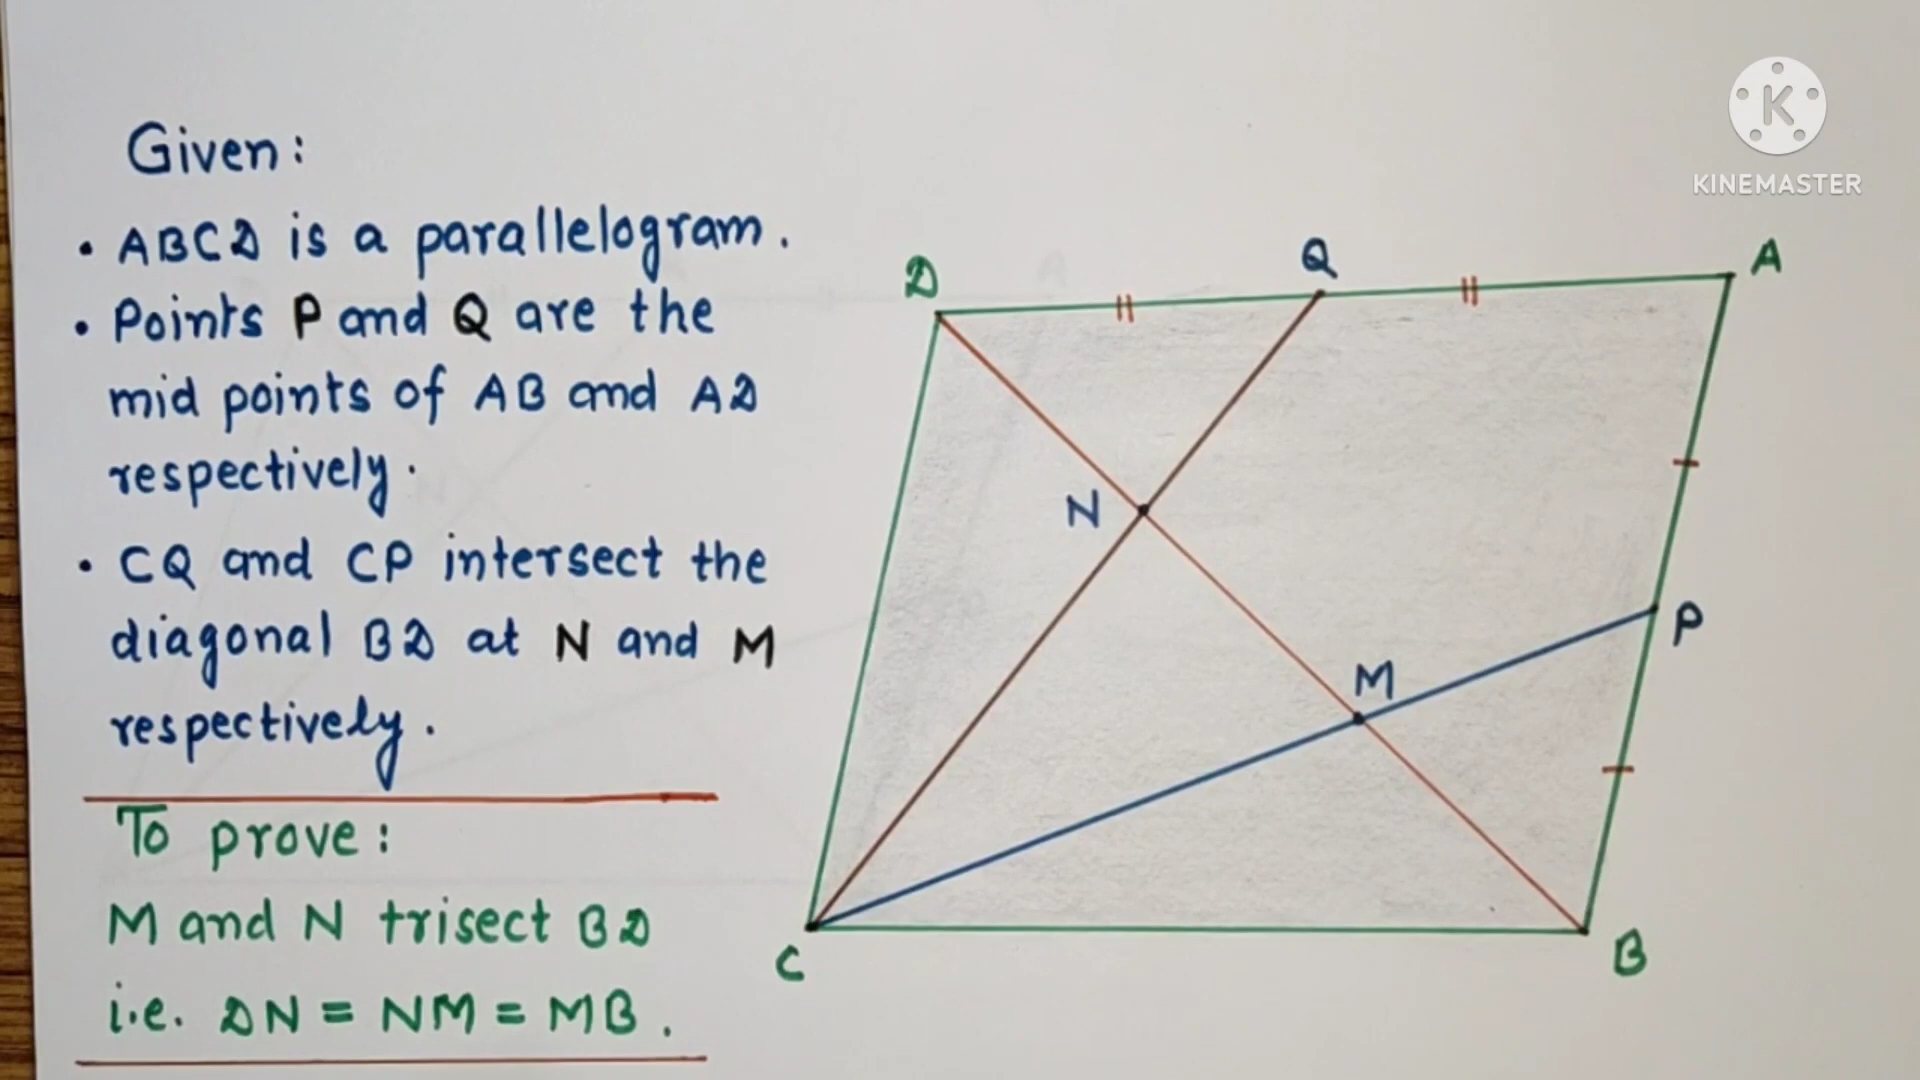 Given:
• ABCD is a parallelogram.
• Points P and Q are the
mid points of AB and AD
respectively.
• CQ and CP intersect the
diagonal BD at N and M
respectively.
To prove:
M and N trisect BD
i.e. DN = NM = MB.
K
KINEMASTER
D
Q
A
N
M
P
C
B